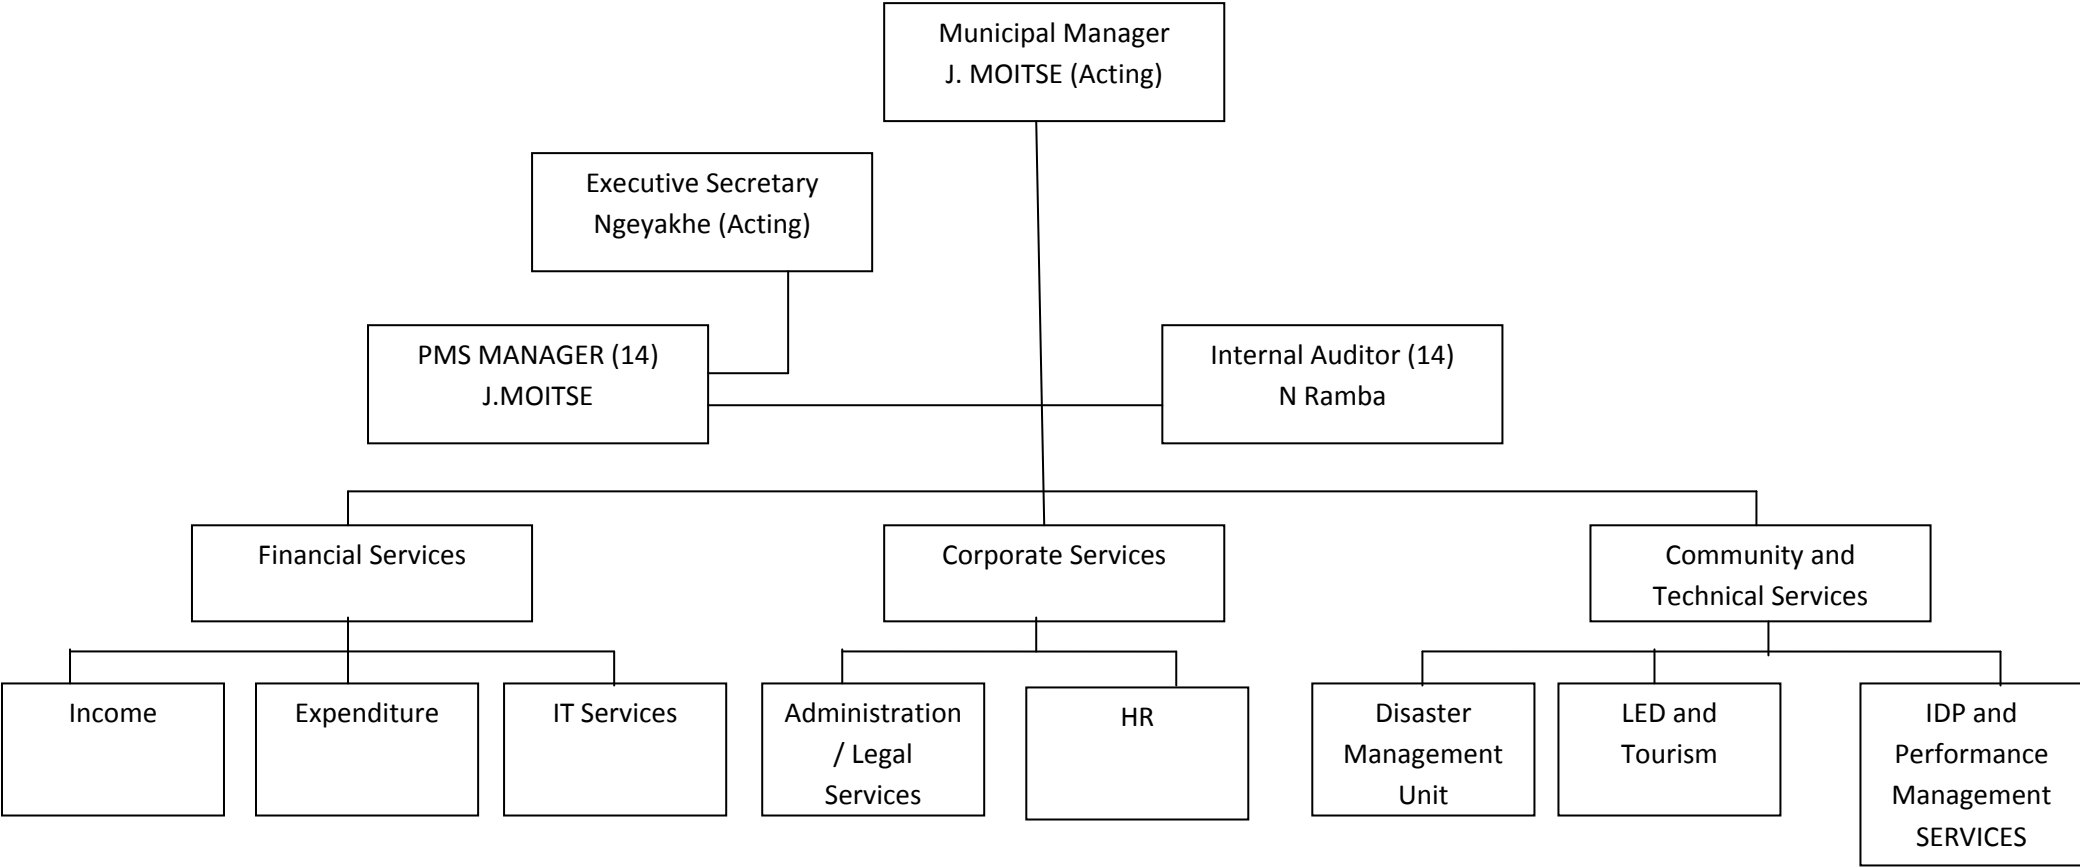 Municipal Manager
J. MOITSE (Acting)
Executive Secretary
Ngeyakhe (Acting)
PMS MANAGER (14)
J.MOITSE
Internal Auditor (14)
N Ramba
Financial Services
Corporate Services
Community and
Technical Services
Income
Expenditure
IT Services
Administration
/ Legal
Services
HR
Disaster
Management
Unit
LED and
Tourism
IDP and
Performance
Management
SERVICES